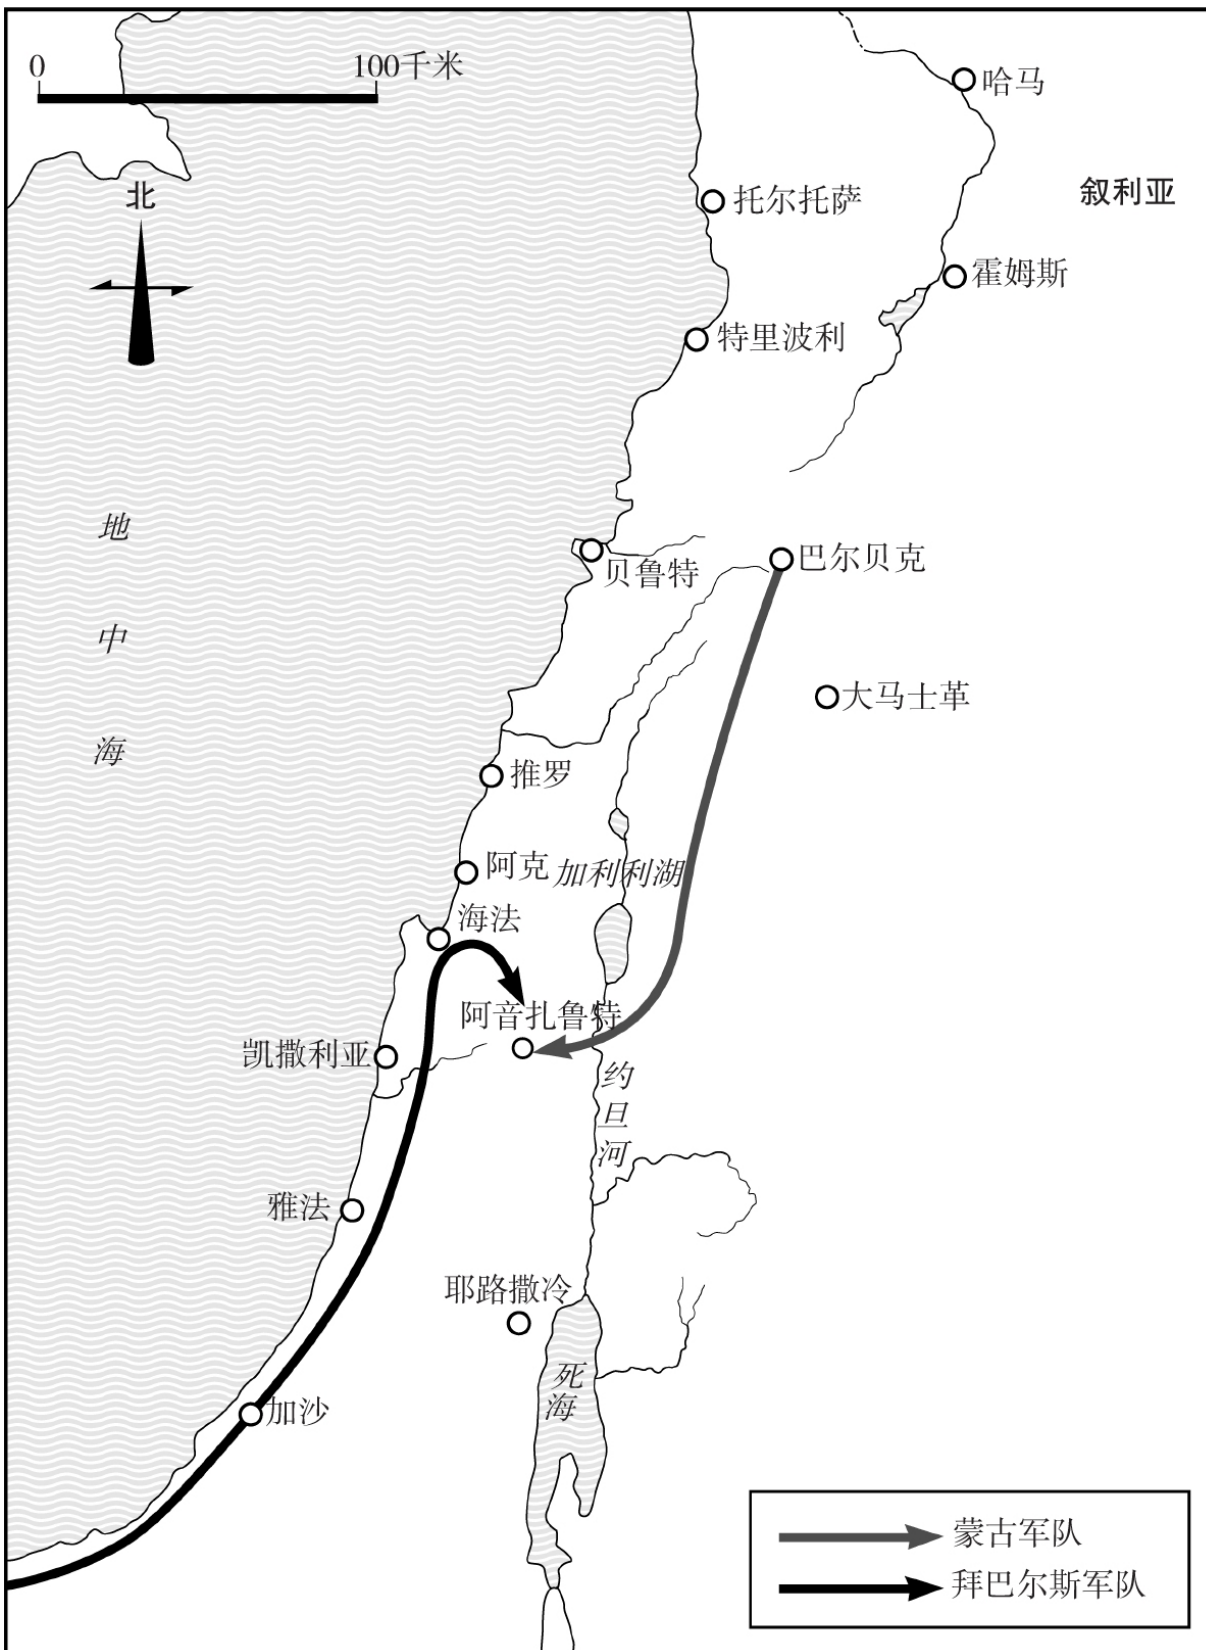 0
100千米
哈马
北
叙利亚
托尔托萨
霍姆斯
特里波利
地
中
海
贝鲁特
巴尔贝克
大马士革
推罗
阿克
加利利湖
海法
阿音扎鲁特
凯撒利亚
约
旦
河
雅法
耶路撒冷
死
海
加沙
蒙古军队
拜巴尔斯军队